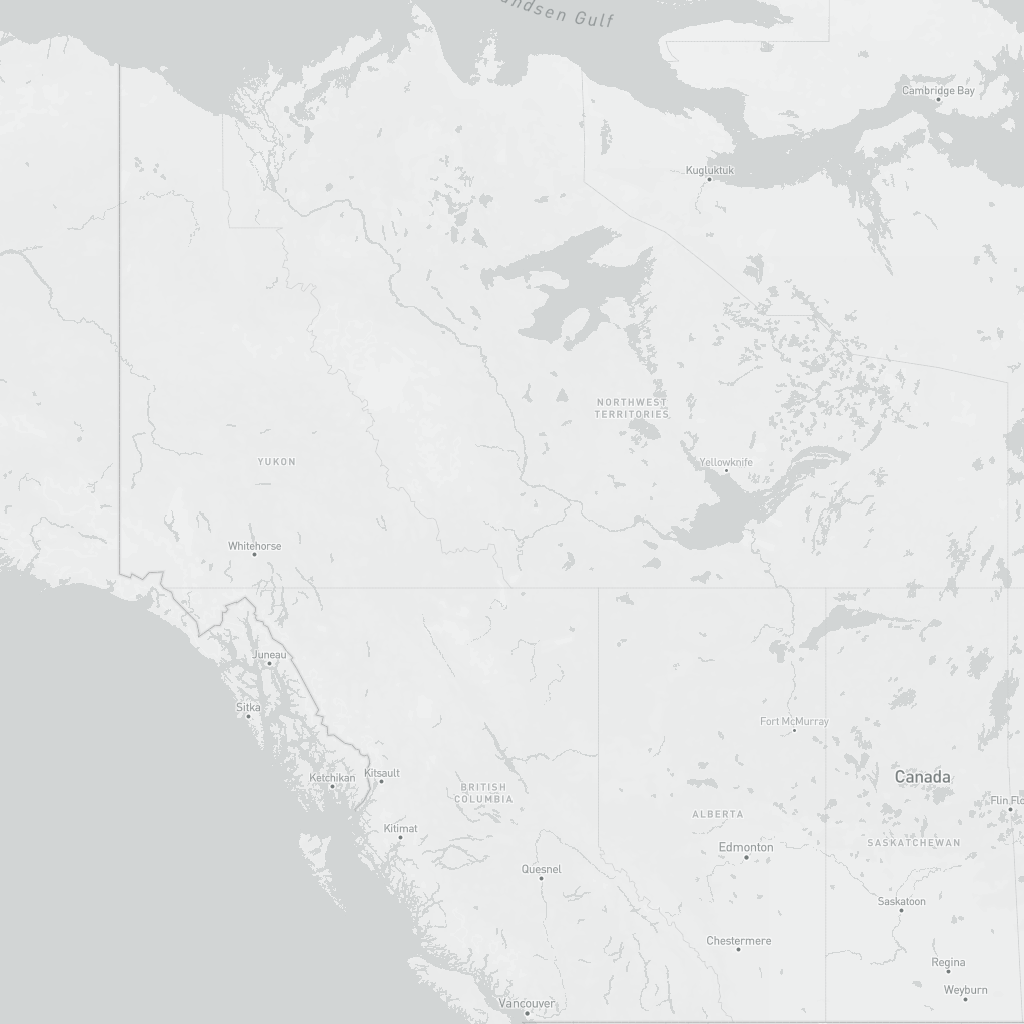 Gulf
Cambridge Bay
Kugluktuk
NORTHWEST
TERRITORIES
YUKON
Yellowknife
Whitehorse
Juneau
Sitka
Fort McMurray
Ketchikan
Kitsault
Canada
BRITISH
COLUMBIA
Flin Flo
ALBERTA
Kitimat
SASKATCHEWAN
Edmonton
Quesnel
Saskatoon
Chestermere
Regina
Weyburn
Vancouver